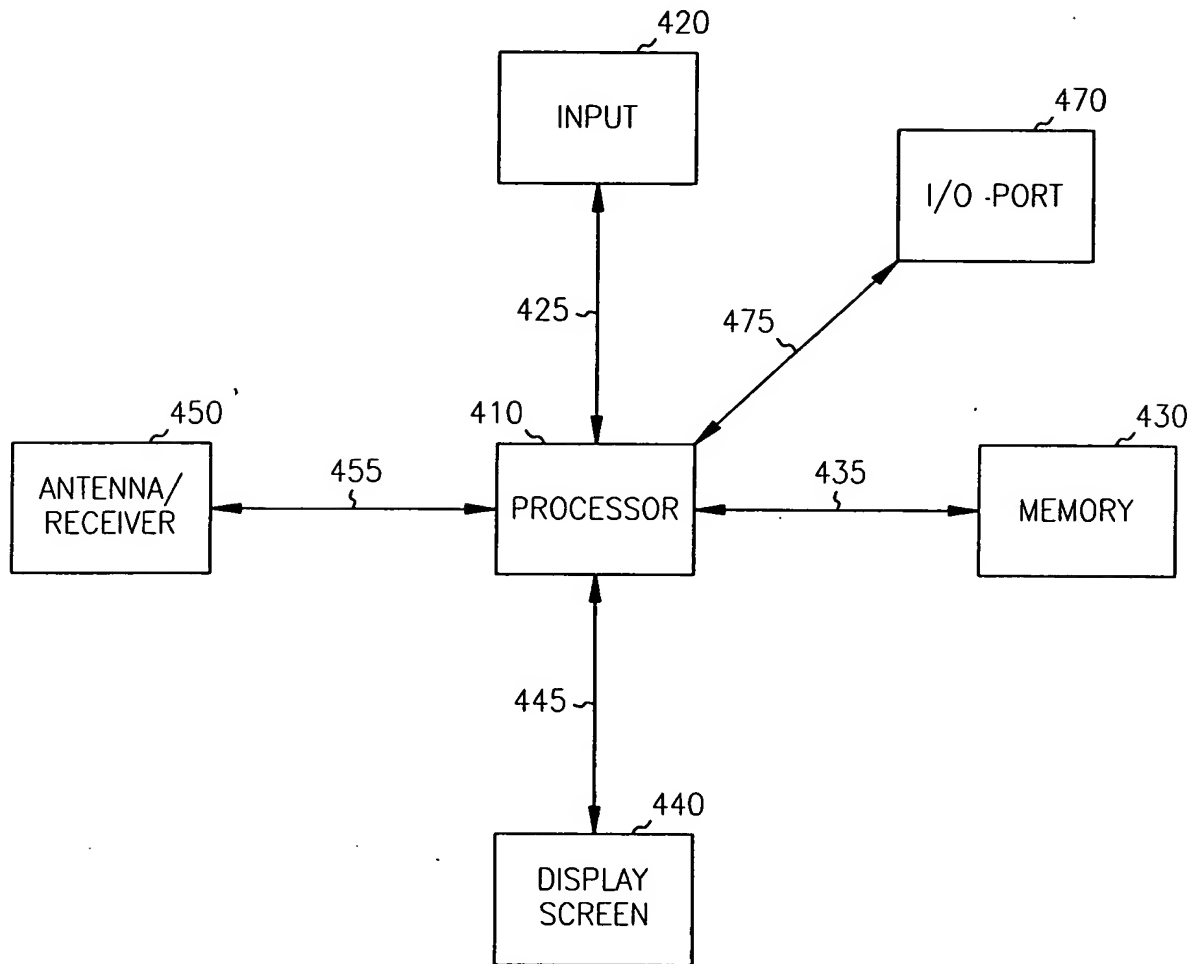 420
INPUT
470
I/O -PORT
425
475
450
410
430
ANTENNA/
RECEIVER
455
PROCESSOR
435
MEMORY
445
440
DISPLAY
SCREEN